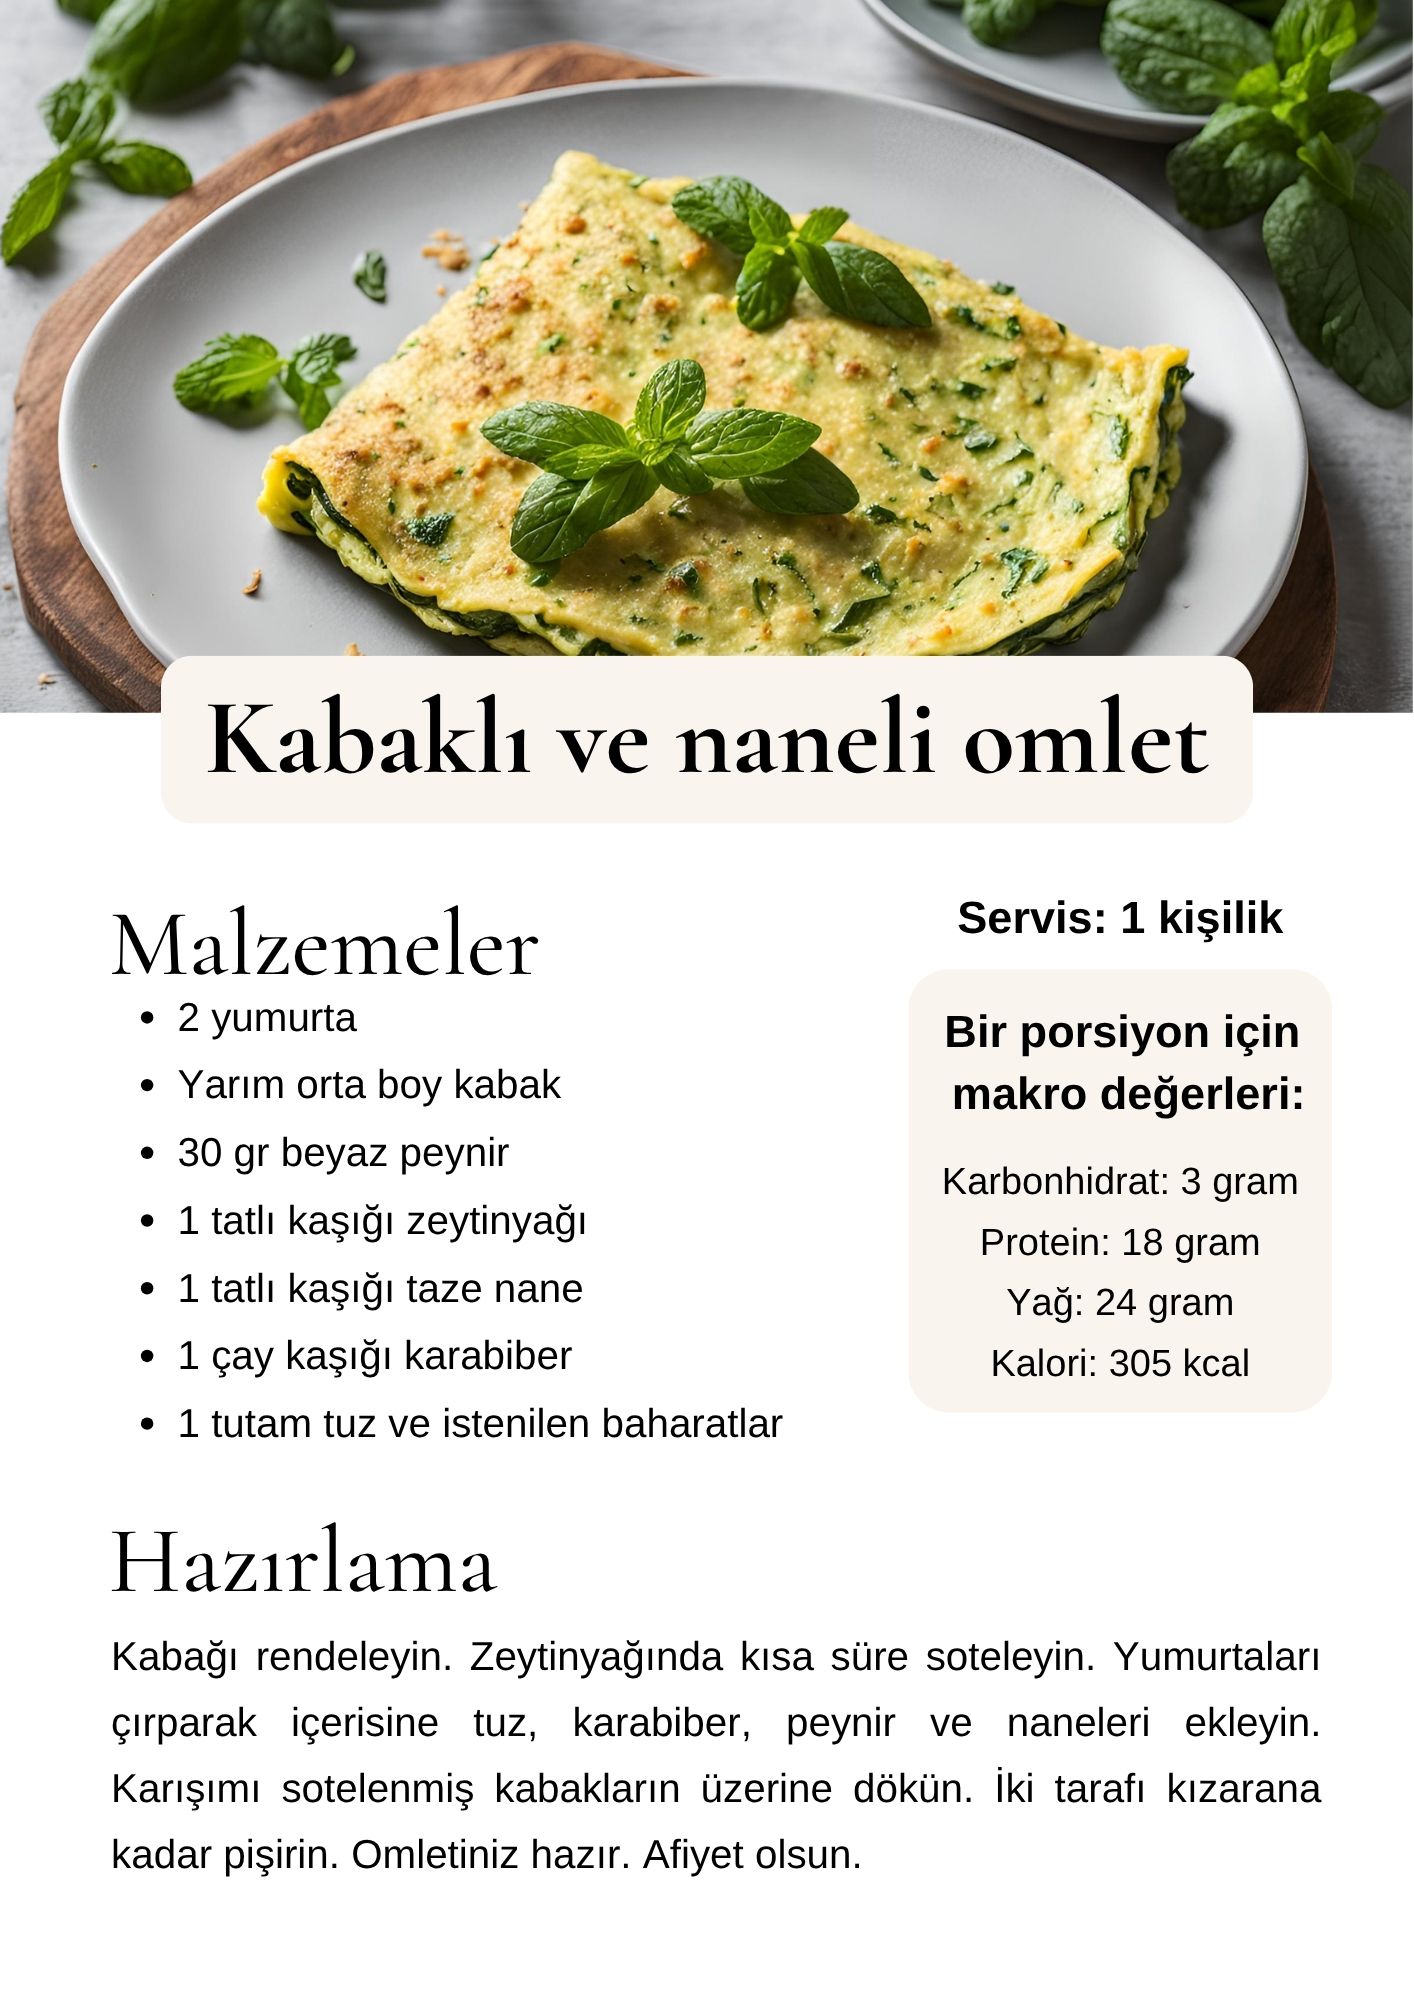 Kabaklı ve naneli omlet
Malzemeler
• 2 yumurta
• Yarım orta boy kabak
• 30 gr beyaz peynir
• 1 tatlı kaşığı zeytinyağı
• 1 tatlı kaşığı taze nane
• 1 çay kaşığı karabiber
• 1 tutam tuz ve istenilen baharatlar
Servis: 1 kişilik
Bir porsiyon için
makro değerleri:
Karbonhidrat: 3 gram
Protein: 18 gram
Yağ: 24 gram
Kalori: 305 kcal
Hazırlama
Kabağı rendeleyin. Zeytinyağında kısa süre soteleyin. Yumurtaları
çırparak içerisine tuz, karabiber, peynir ve naneleri ekleyin.
Karışımı sotelenmiş kabakların üzerine dökün. İki tarafı kızarana
kadar pişirin. Omletiniz hazır. Afiyet olsun.